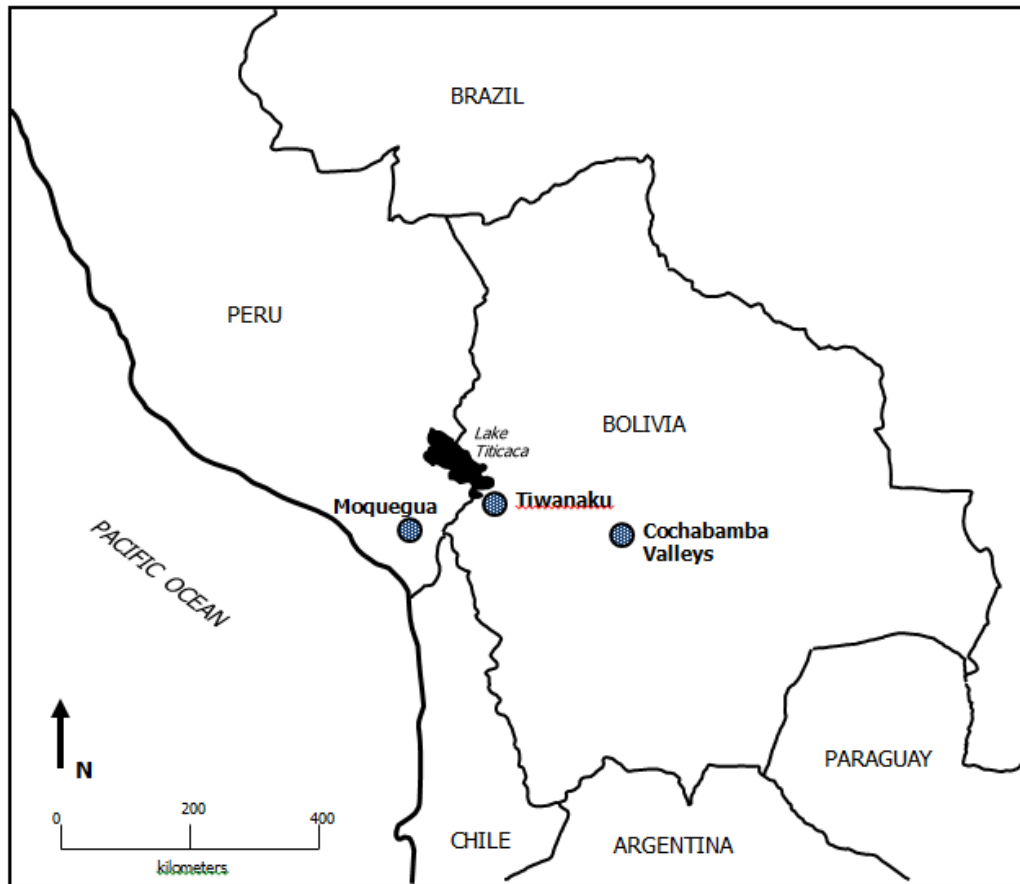 BRAZIL
PERU
BOLIVIA
Lake
Titicaca
Moquegua
Tiwanaku
Cochabamba
Valleys
PACIFIC OCEAN
N
PARAGUAY
0
200
400
kilometers
CHILE
ARGENTINA